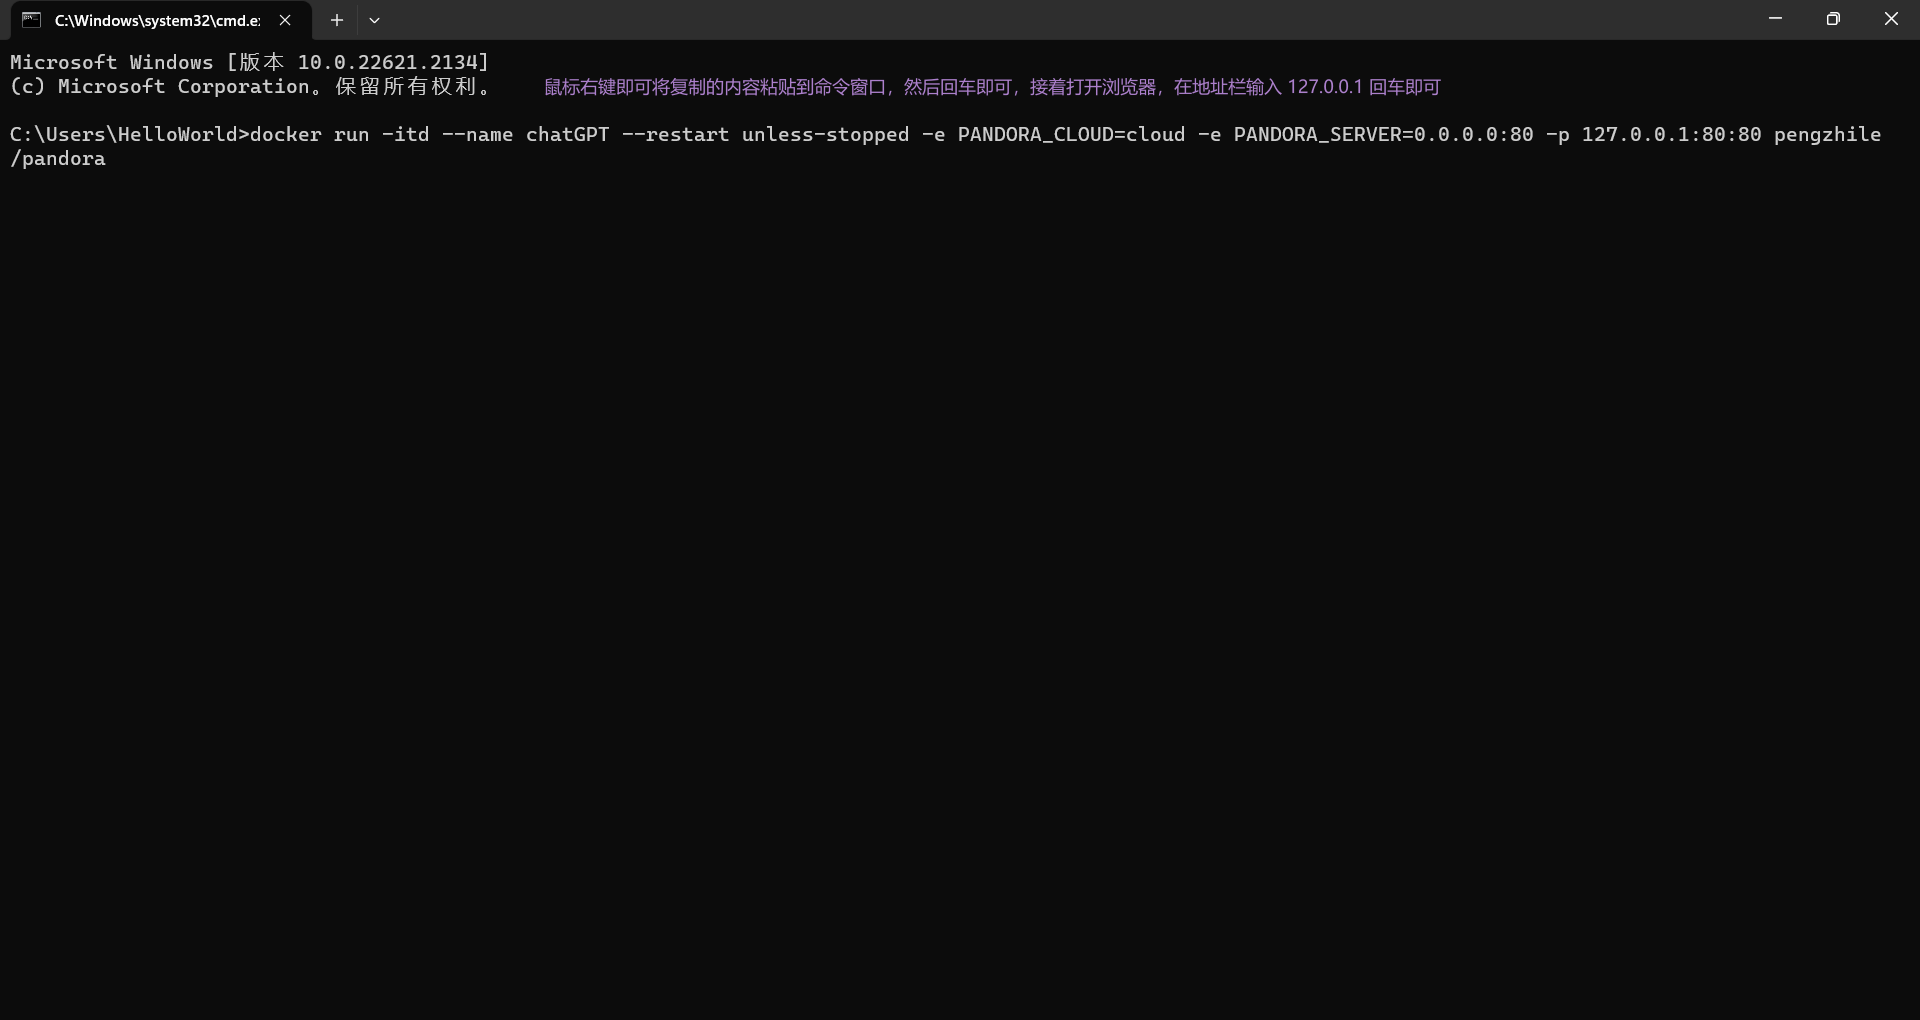 C:\Windows\system32\cmd.e
Microsoft Windows [版本 10.0.22621.2134]
(c) Microsoft Corporation。保留所有权利。 鼠标右键即可将复制的内容粘贴到命令窗口，然后回车即可，接着打开浏览器，在地址栏输入 127.0.0.1 回车即可
C:\Users\HelloWorld>docker run -itd --name chatGPT --restart unless-stopped -e PANDORA_CLOUD=cloud -e PANDORA_SERVER=0.0.0.0:80 -p 127.0.0.1:80:80 pengzhile
/pandora